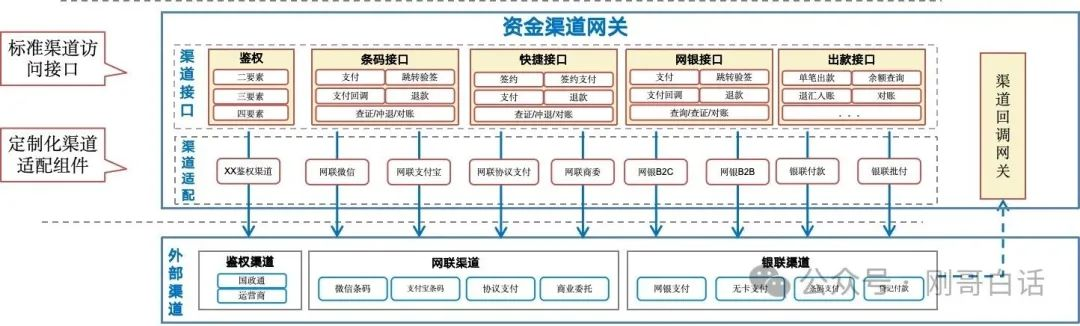 资金渠道网关
标准渠道访
问接口
定制化渠道
适配组件
渠道接口
鉴权
二要素
三要素
四要素
条码接口
支付
跳转验签
支付回调
退款
查证/冲退/对账
快捷接口
签约
签约支付
支付
退款
查证/冲退/对账
网银接口
支付
跳转验签
支付回调
退款
查询/查证/对账
出款接口
单笔出款
余额查询
退汇入账
对账
...
渠道回调网关
渠道适配
XX鉴权渠道
网联微信
网联支付宝
网联协议支付
网联商委
网银B2C
网银B2B
银联付款
银联批付
外部渠道
鉴权渠道
国政通
运营商
网联渠道
微信条码
支付宝条码
协议支付
商业委托
银联渠道
网银支付
无卡支付
条码支付
贷记付款
公众号·刚哥白话